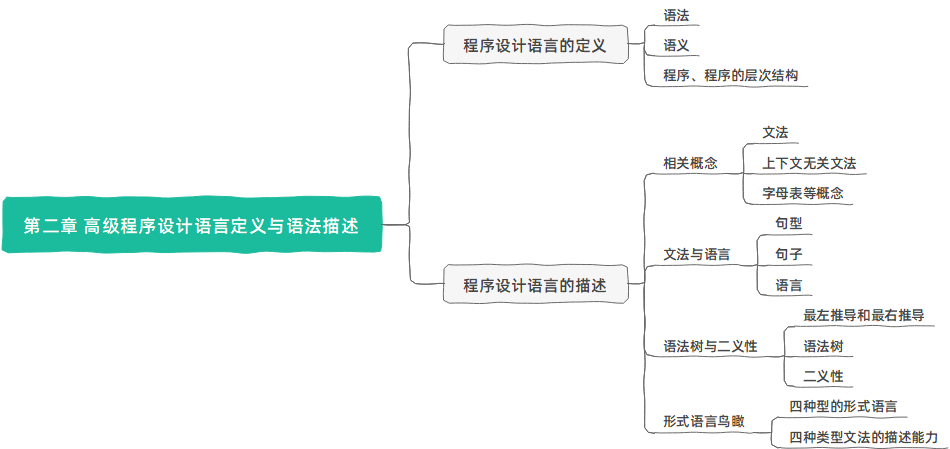 第二章 高级程序设计语言定义与语法描述
程序设计语言的定义
语法
语义
程序、程序的层次结构
程序设计语言的描述
相关概念
文法
上下文无关文法
字母表等概念
文法与语言
句型
句子
语言
语法树与二义性
最左推导和最右推导
语法树
二义性
形式语言鸟瞰
四种型的形式语言
四种类型文法的描述能力